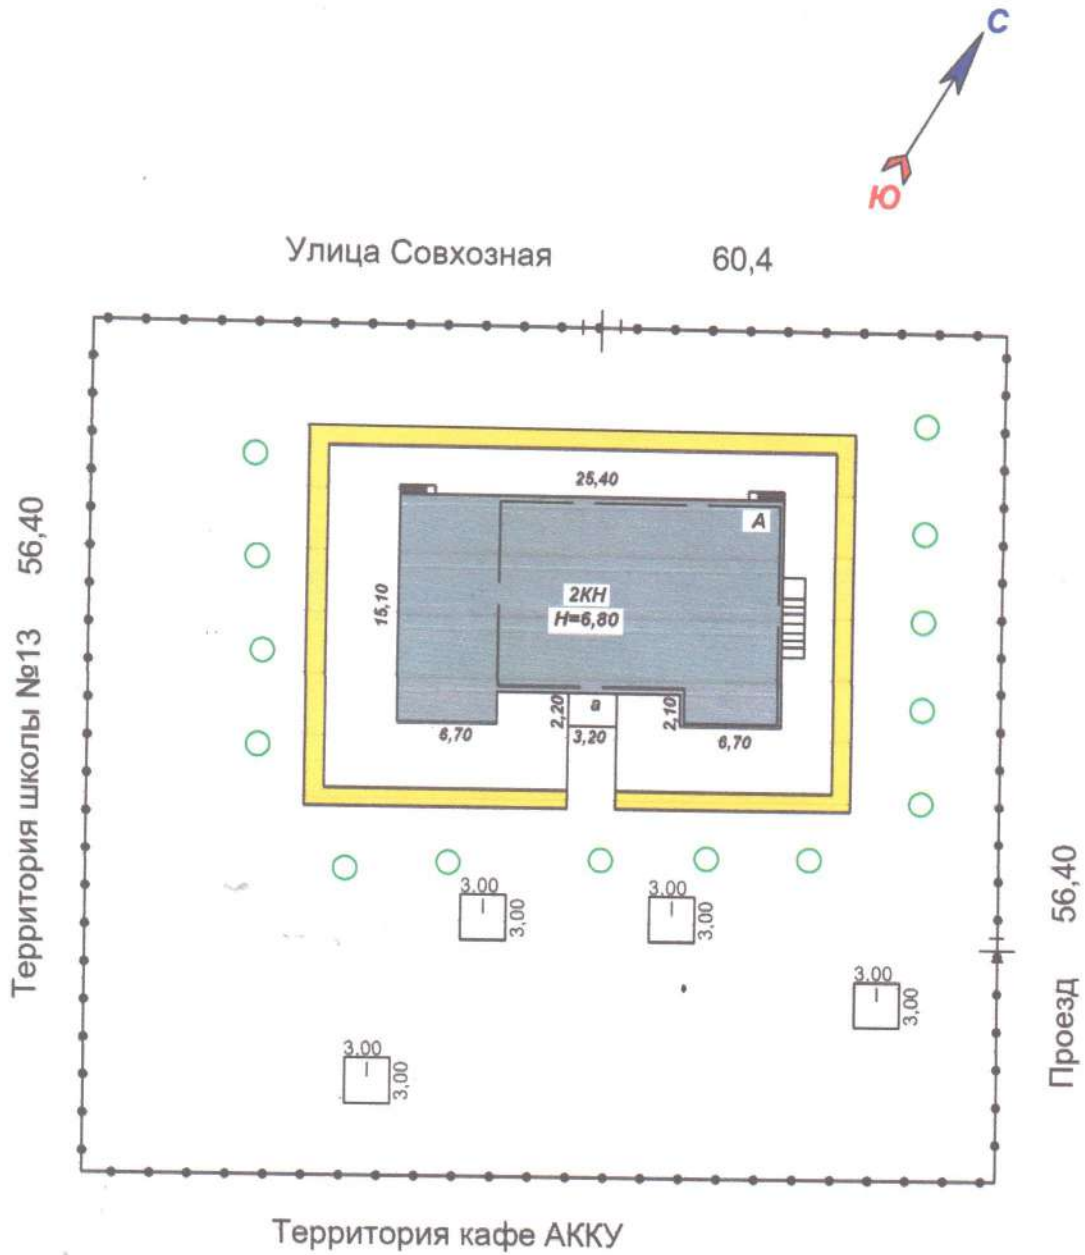 С
Ю
Улица Совхозная 60,4
25,40
А
15,10
2КН
Н=6,80
2,20
а
2,10
6,70
3,20
6,70
Территория школы №13 56,40
3.00
3,00
3.00
3,00
3.00
3,00
3.00
3,00
Проезд 56,40
Территория кафе АККУ